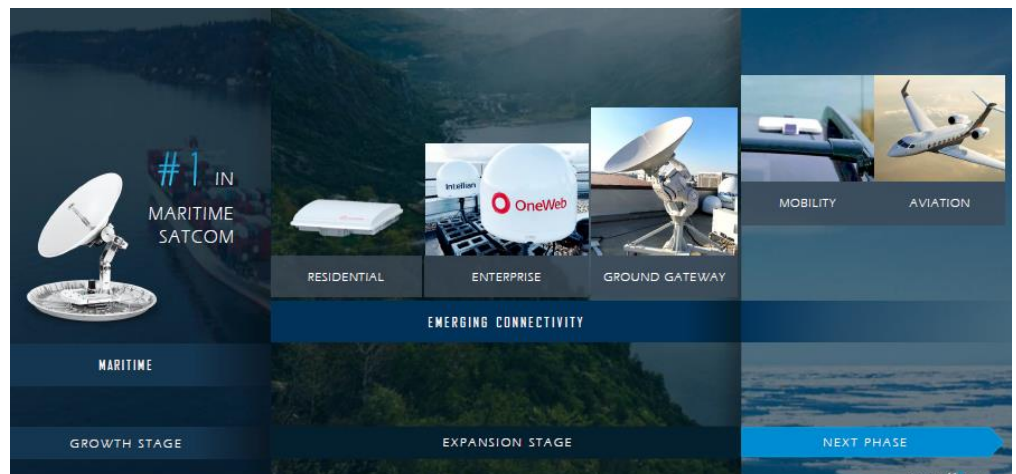 #1 IN
MARITIME
SATCOM
MARITIME
GROWTH STAGE
Intellian
OneWeb
RESIDENTIAL
ENTERPRISE
GROUND GATEWAY
EMERGING CONNECTIVITY
EXPANSION STAGE
MOBILITY
AVIATION
NEXT PHASE